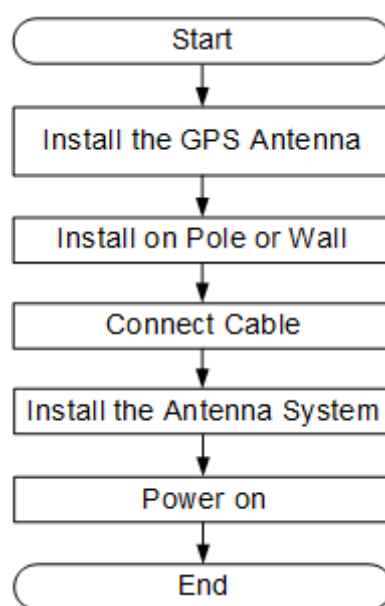 Start
Install the GPS Antenna
Install on Pole or Wall
Connect Cable
Install the Antenna System
Power on
End